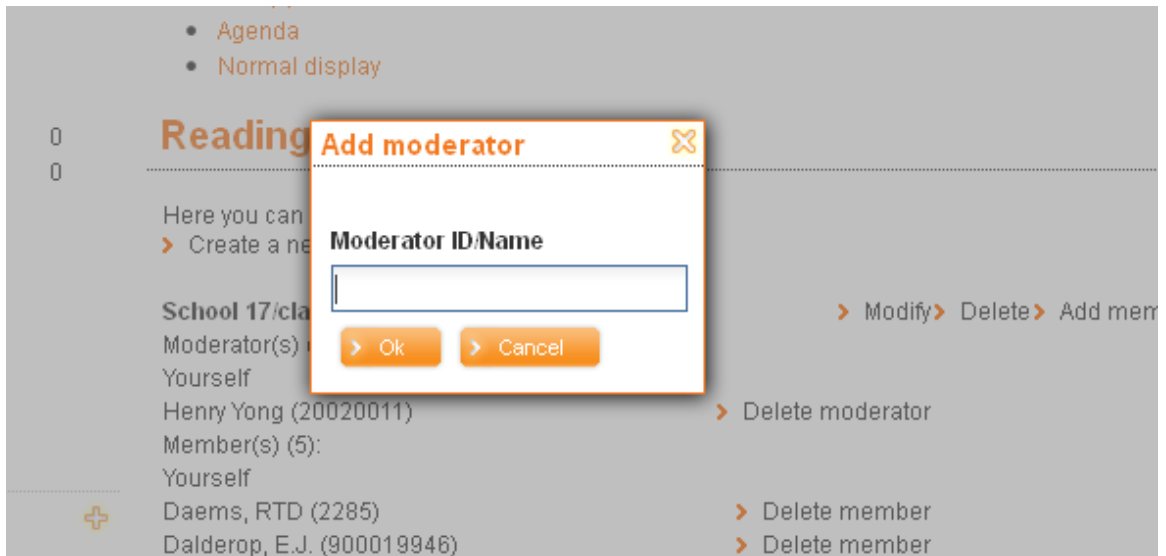 Agenda
Normal display
0
0
Reading
Add moderator
Here you can
Create a ne
Moderator ID/Name
School 17/cla
Modify Delete Add mem
Moderator(s)
Ok Cancel
Yourself
Henry Yong (20020011) Delete moderator
Member(s) (5):
Yourself
Daems, RTD (2285) Delete member
Dalderop, E.J. (900019946) Delete member